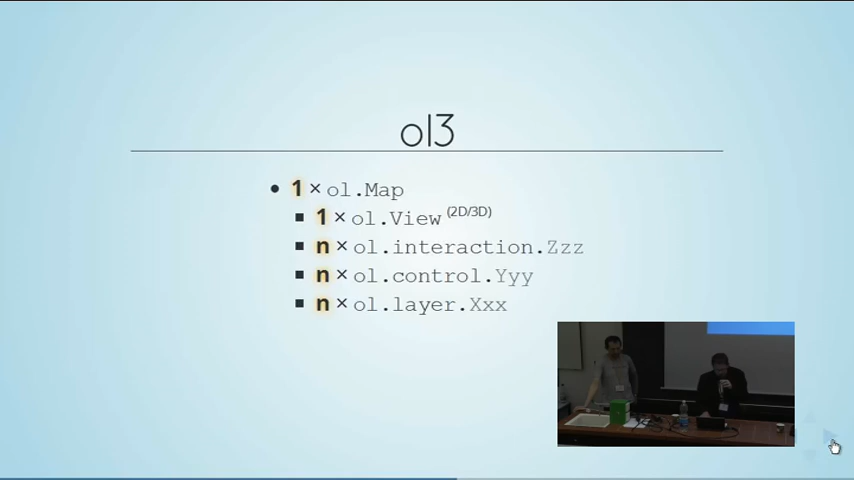 ol3
1 × ol.Map
1 × ol.View (2D/3D)
n × ol.interaction.Zzz
n × ol.control.Yyy
n × ol.layer.Xxx